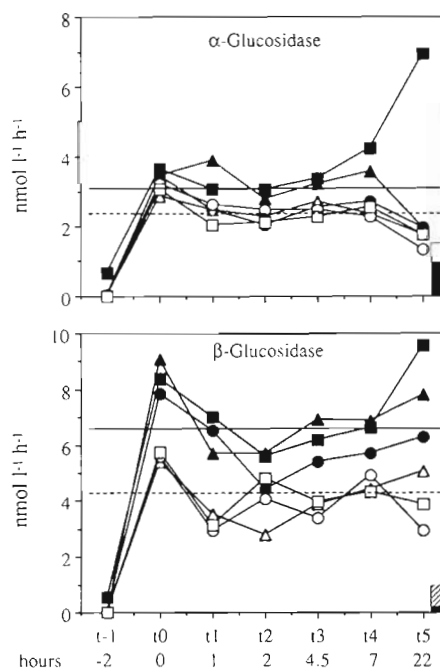 8
α-Glucosidase
6
4
2
0
nmol l⁻¹ h⁻¹
10
β-Glucosidase
8
6
4
2
0
nmol l⁻¹ h⁻¹
t-1 t0 t1 t2 t3 t4 t5
hours -2 0 1 2 4.5 7 22